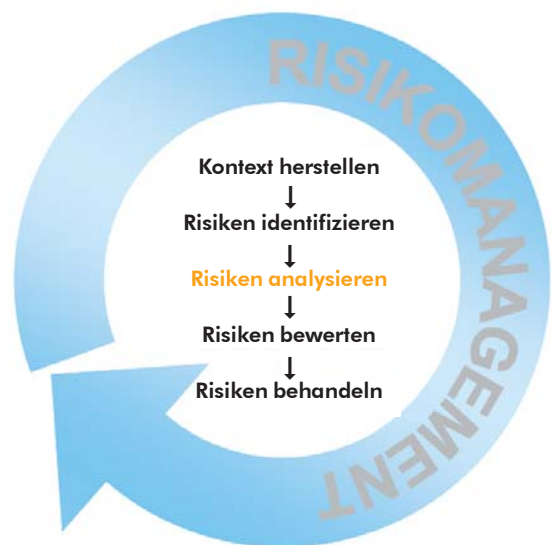 RISIKOMANAGEMENT
Kontext herstellen
↓
Risiken identifizieren
↓
Risiken analysieren
↓
Risiken bewerten
↓
Risiken behandeln